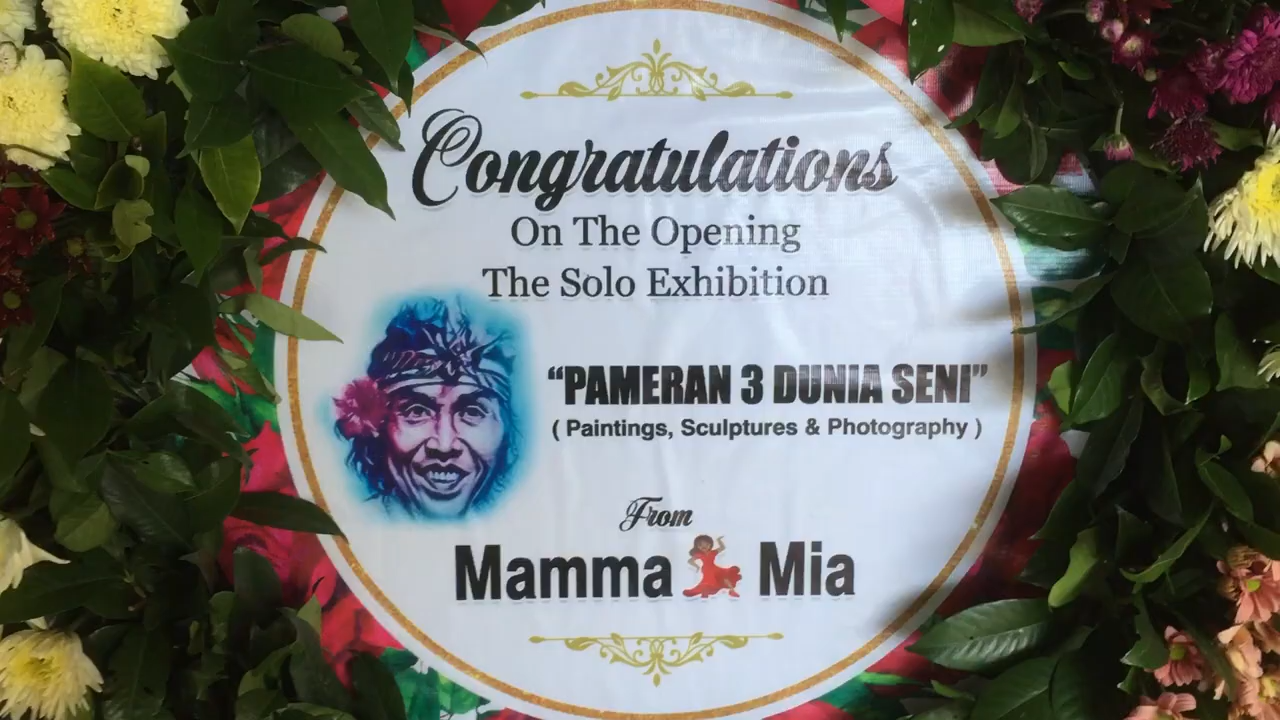 Congratulations
On The Opening
The Solo Exhibition
“PAMERAN 3 DUNIA SENI”
( Paintings, Sculptures & Photography )
From
Mamma Mia